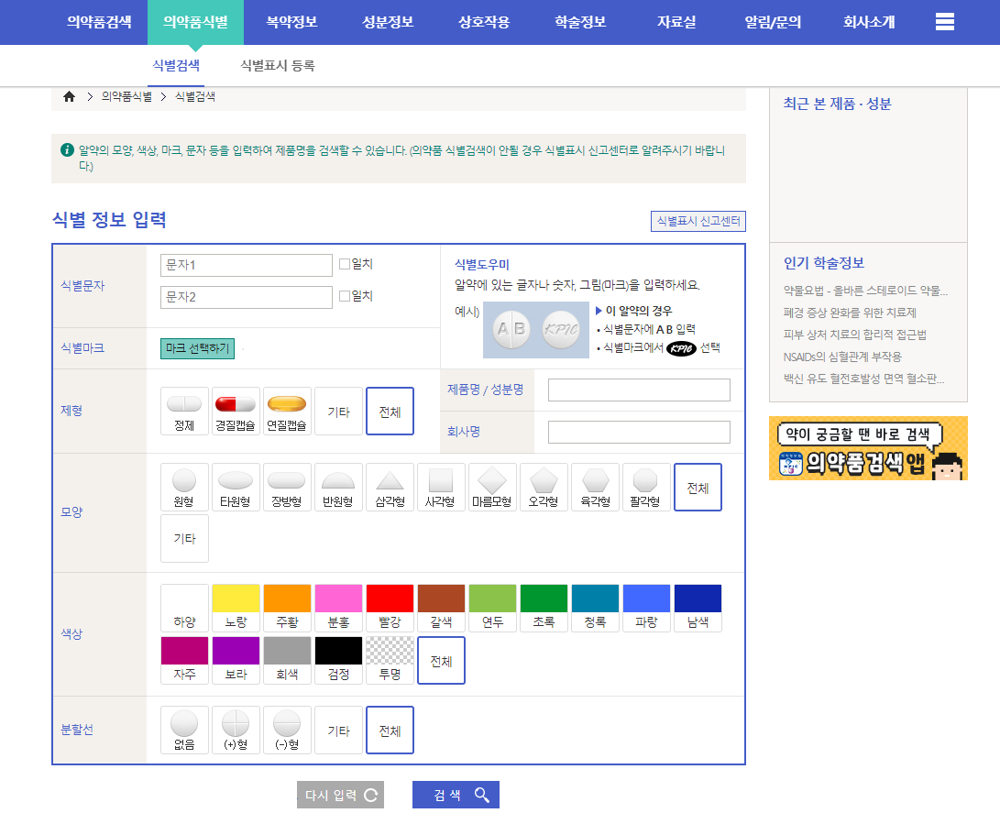 의약품검색 의약품식별 복약정보 성분정보 상호작용 학술정보 자료실 알림/문의 회사소개
식별검색 식별표시 등록
의약품식별 식별검색
알약의 모양, 색상, 마크, 문자 등을 입력하여 제품명을 검색할 수 있습니다. (의약품 식별검색이 안될 경우 식별표시 신고센터로 알려주시기 바랍니
다.)
식별 정보 입력
식별표시 신고센터
식별문자
문자1 일치
문자2 일치
식별도우미
알약에 있는 글자나 숫자, 그림(마크)을 입력하세요.
예시)
A B KPIC
이 알약의 경우
• 식별문자에 A B 입력
• 식별마크에서 KPIC 선택
식별마크
마크 선택하기
제형
정제 경질캡슐 연질캡슐 기타 전체
제품명 / 성분명
회사명
모양
원형 타원형 장방형 반원형 삼각형 사각형 마름모형 오각형 육각형 팔각형 전체
기타
색상
하양 노랑 주황 분홍 빨강 갈색 연두 초록 청록 파랑 남색
자주 보라 회색 검정 투명 전체
분할선
없음 (+)형 (-)형 기타 전체
다시 입력 검 색
최근 본 제품 · 성분
인기 학술정보
약물요법 - 올바른 스테로이드 약물...
폐경 증상 완화를 위한 치료제
피부 상처 치료의 합리적 접근법
NSAIDs의 심혈관계 부작용
백신 유도 혈전호발성 면역 혈소판...
약이 궁금할 땐 바로 검색
의약품검색 앱